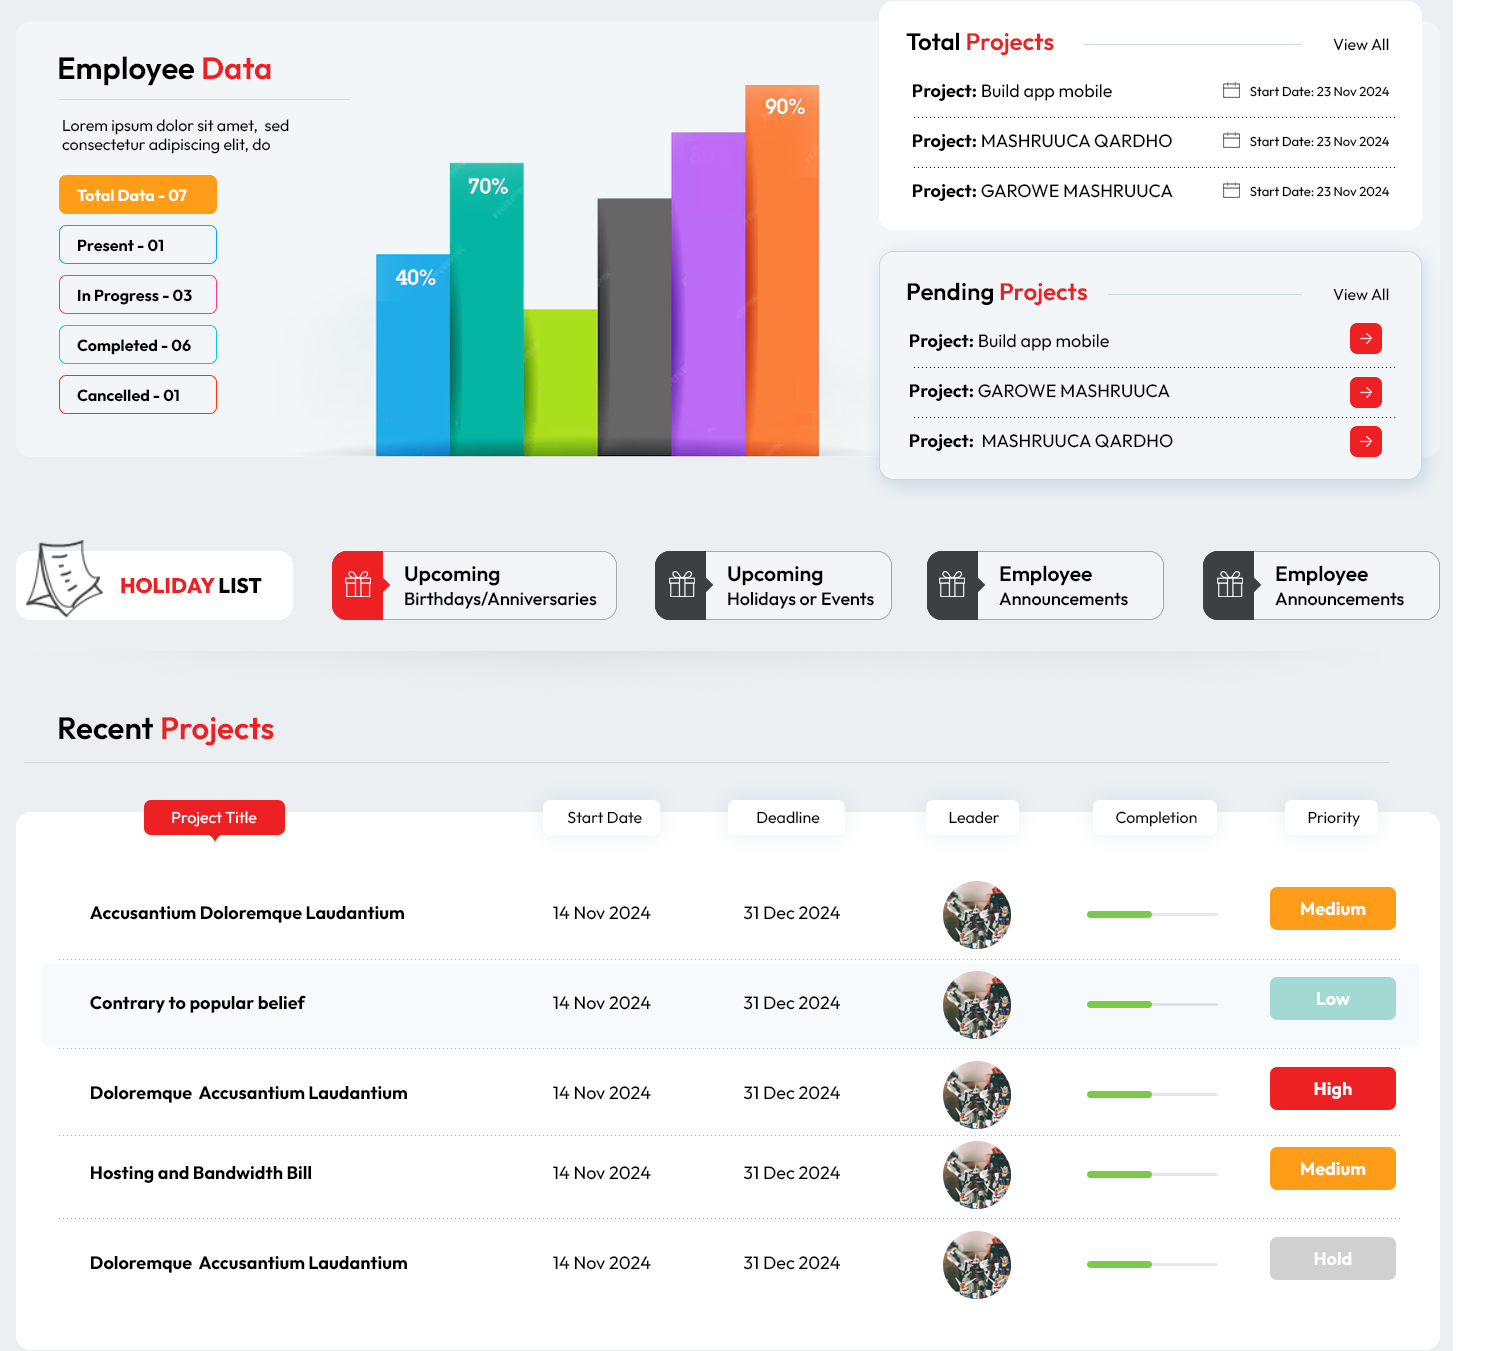 Employee Data
Lorem ipsum dolor sit amet,  sed
consectetur adipiscing elit, do
Total Data - 07
Present - 01
In Progress - 03
Completed - 06
Cancelled - 01
40%
70%
90%
Total Projects
View All
Project: Build app mobile
Start Date: 23 Nov 2024
Project: MASHRUUCA QARDHO
Start Date: 23 Nov 2024
Project: GAROWE MASHRUUCA
Start Date: 23 Nov 2024
Pending Projects
View All
Project: Build app mobile
Project: GAROWE MASHRUUCA
Project:  MASHRUUCA QARDHO
HOLIDAY LIST
Upcoming
Birthdays/Anniversaries
Upcoming
Holidays or Events
Employee
Announcements
Employee
Announcements
Recent Projects
Project Title
Start Date
Deadline
Leader
Completion
Priority
Accusantium Doloremque Laudantium
14 Nov 2024
31 Dec 2024
Medium
Contrary to popular belief
14 Nov 2024
31 Dec 2024
Low
Doloremque  Accusantium Laudantium
14 Nov 2024
31 Dec 2024
High
Hosting and Bandwidth Bill
14 Nov 2024
31 Dec 2024
Medium
Doloremque  Accusantium Laudantium
14 Nov 2024
31 Dec 2024
Hold